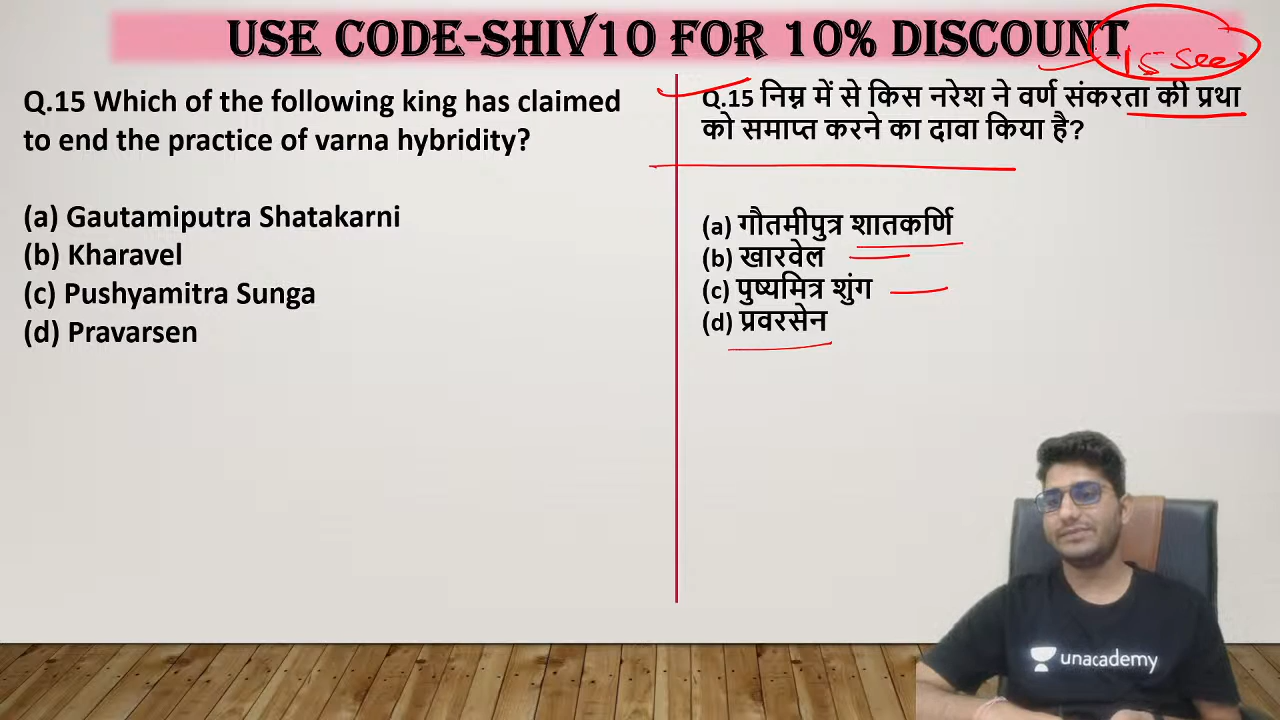 USE CODE-SHIV10 FOR 10% DISCOUNT
15 sec
Q.15 Which of the following king has claimed
to end the practice of varna hybridity?
(a) Gautamiputra Shatakarni
(b) Kharavel
(c) Pushyamitra Sunga
(d) Pravarsen
Q.15 निम्न में से किस नरेश ने वर्ण संकरता की प्रथा
को समाप्त करने का दावा किया है?
(a) गौतमीपुत्र शातकर्णि
(b) खारवेल
(c) पुष्यमित्र शुंग
(d) प्रवरसेन
unacademy